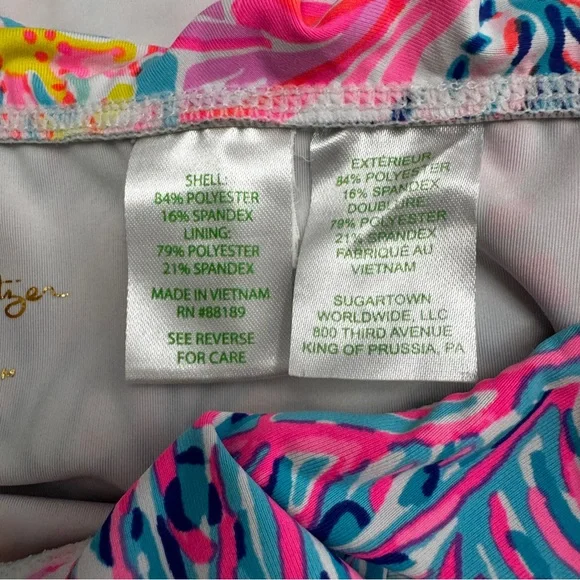 SHELL:
84% POLYESTER
16% SPANDEX
LINING:
79% POLYESTER
21% SPANDEX
MADE IN VIETNAM
RN #88189
SEE REVERSE
FOR CARE
EXTÉRIEUR
84% POLYESTER
16% SPANDEX
DOUBLURE
79% POLYESTER
21% SPANDEX
FABRIQUÉ AU
VIETNAM
SUGARTOWN
WORLDWIDE, LLC
800 THIRD AVENUE
KING OF PRUSSIA, PA